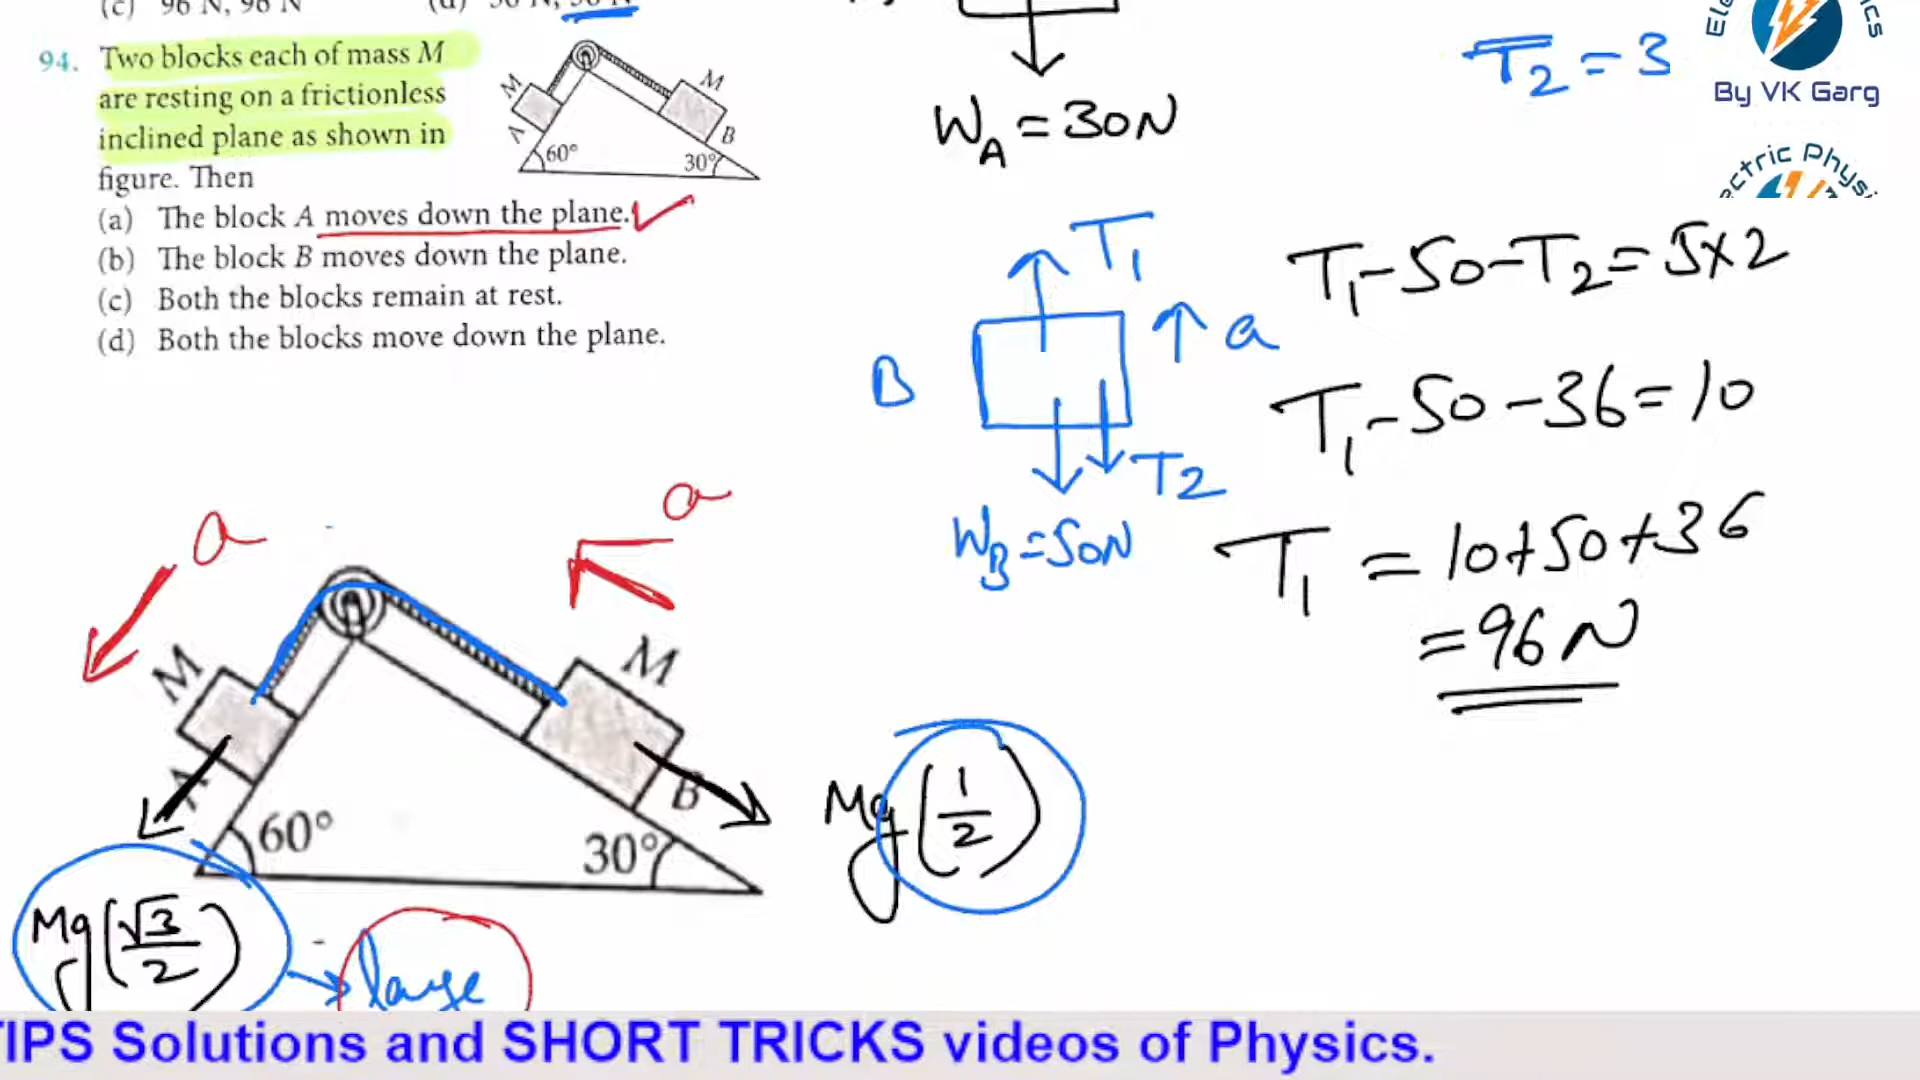 (c) 96 N, 96 N
94. Two blocks each of mass M
are resting on a frictionless
inclined plane as shown in
figure. Then
(a) The block A moves down the plane.
(b) The block B moves down the plane.
(c) Both the blocks remain at rest.
(d) Both the blocks move down the plane.
M
M
A
B
60°
30°
W_A = 30N
T_2 = 3
By VK Garg
ctric Physi
T_1
B
a
T_2
W_B = 50N
T_1 - 50 - T_2 = 5×2
T_1 - 50 - 36 = 10
T_1 = 10+50+36
= 96 N
a
a
M
M
A
B
60°
30°
Mg(√3/2)
Mg(1/2)
large
TIPS Solutions and SHORT TRICKS videos of Physics.